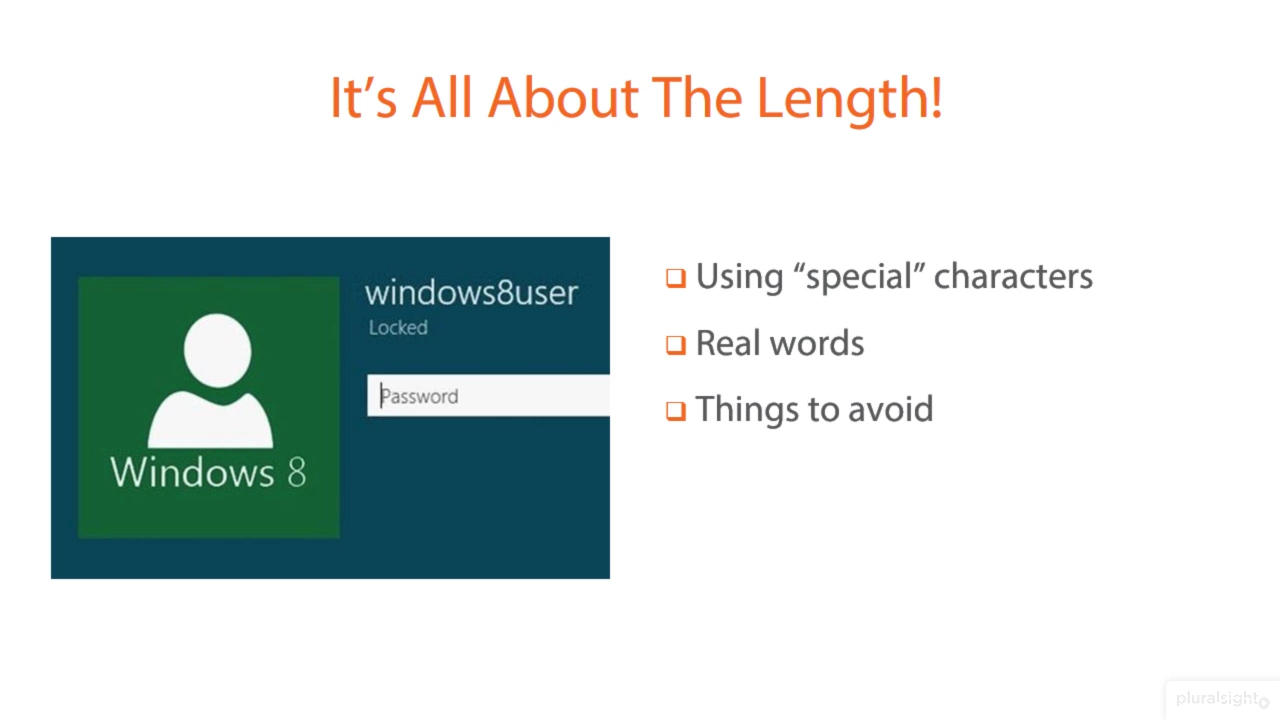 It's All About The Length!
windows8user
Locked
Password
Windows 8
Using “special” characters
Real words
Things to avoid
pluralsight